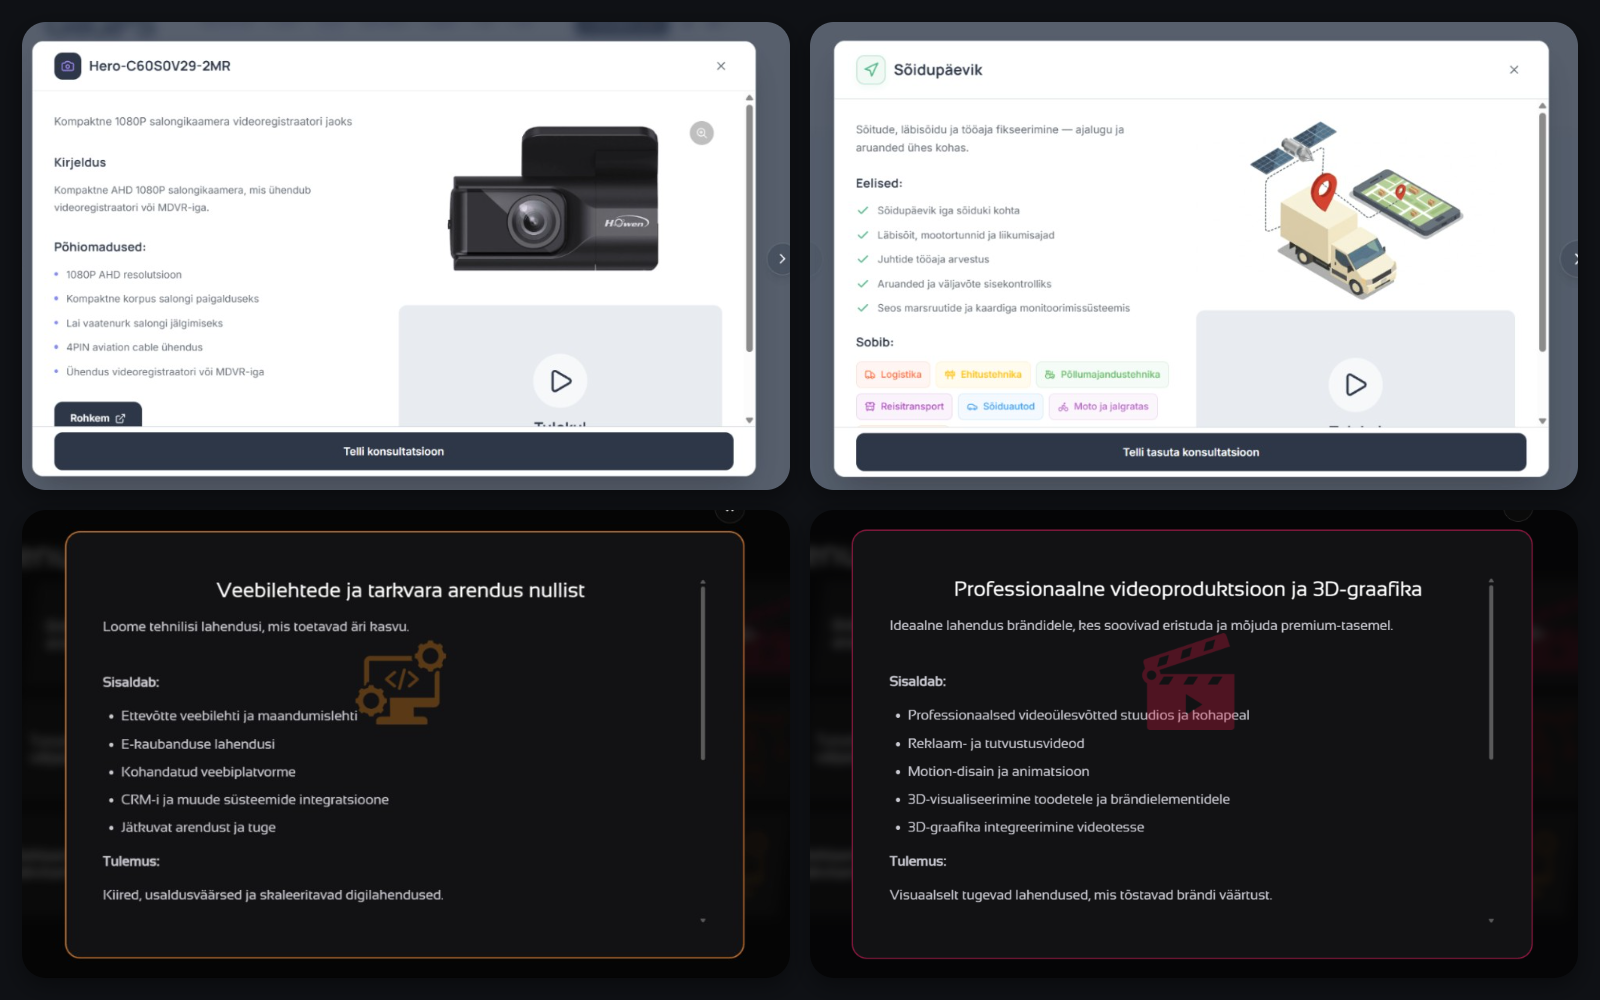 Hero-C60S0V29-2MR
Kompaktne 1080P salongikaamera videoregistraatori jaoks
Kirjeldus
Kompaktne AHD 1080P salongikaamera, mis ühendub
videoregistraatori või MDVR-iga.
Põhiomadused:
1080P AHD resolutsioon
Kompaktne korpus salongi paigalduseks
Lai vaatenurk salongi jälgimiseks
4PIN aviation cable ühendus
Ühendus videoregistraatori või MDVR-iga
Rohkem
Howen
Telli konsultatsioon
Sõidupäevik
Sõitude, läbisõidu ja tööaja fikseerimine — ajalugu ja
aruanded ühes kohas.
Eelised:
Sõidupäevik iga sõiduki kohta
Läbisõit, mootortunnid ja liikumisajad
Juhtide tööaja arvestus
Aruanded ja väljavõte sisekontrolliks
Seos marsruutide ja kaardiga monitoorimissüsteemis
Sobib:
Logistika
Ehitustehnika
Põllumajandustehnika
Reisitransport
Sõiduautod
Moto ja jalgratas
Telli tasuta konsultatsioon
Veebilehtede ja tarkvara arendus nullist
Loome tehnilisi lahendusi, mis toetavad äri kasvu.
Sisaldab:
Ettevõtte veebilehti ja maandumislehti
E-kaubanduse lahendusi
Kohandatud veebiplatvorme
CRM-i ja muude süsteemide integratsioone
Jätkuvat arendust ja tuge
Tulemus:
Kiired, usaldusväärsed ja skaleeritavad digilahendused.
Professionaalne videoproduktsioon ja 3D-graafika
Ideaalne lahendus brändidele, kes soovivad eristuda ja mõjuda premium-tasemel.
Sisaldab:
Professionaalsed videoülesvõtted stuudios ja kohapeal
Reklaam- ja tutvustusvideod
Motion-disain ja animatsioon
3D-visualiseerimine toodetele ja brändielementidele
3D-graafika integreerimine videotesse
Tulemus:
Visuaalselt tugevad lahendused, mis tõstavad brändi väärtust.